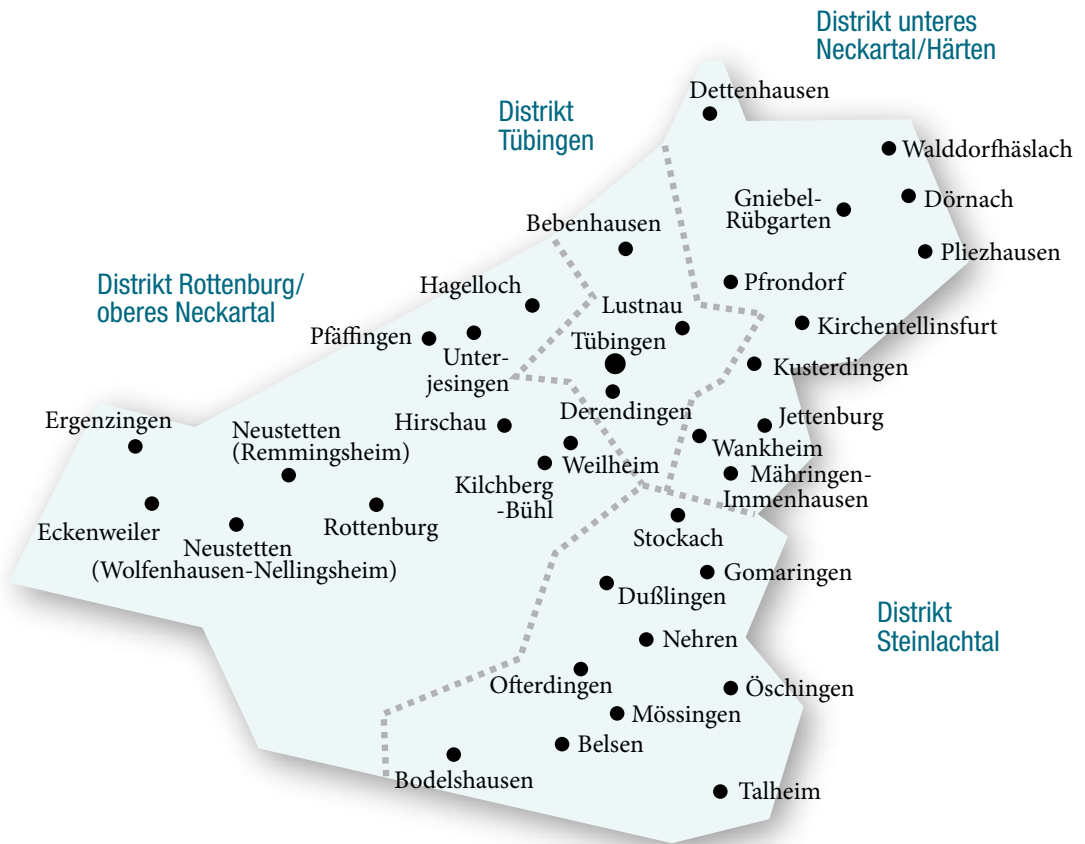 Distrikt unteres
Neckartal/Härten
Dettenhausen
Distrikt
Tübingen
Walddorfhäslach
Gniebel-
Rübgarten
Dörnach
Bebenhausen
Pliezhausen
Distrikt Rottenburg/
oberes Neckartal
Hagelloch
Pfrondorf
Lustnau
Kirchentellinsfurt
Pfäffingen
Unter-
jesingen
Tübingen
Kusterdingen
Derendingen
Ergenzingen
Neustetten
(Remmingsheim)
Hirschau
Jettenburg
Wankheim
Weilheim
Kilchberg
-Bühl
Mähringen-
Immenhausen
Eckenweiler
Neustetten
(Wolfenhausen-Nellingsheim)
Rottenburg
Stockach
Gomaringen
Dußlingen
Distrikt
Steinlachtal
Nehren
Ofterdingen
Öschingen
Mössingen
Belsen
Bodelshausen
Talheim